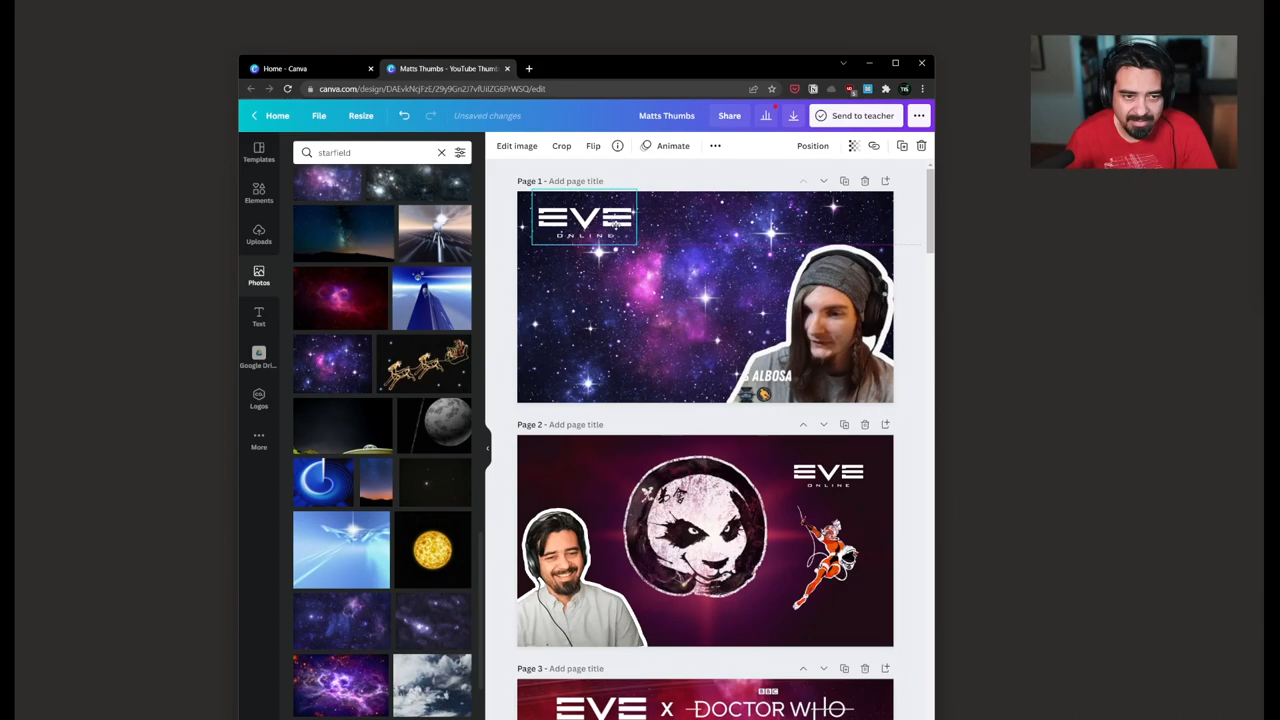 Home - Canva
Matts Thumbs - YouTube Thumb
canva.com/design/DAEvkNcjFzE/29y9Gn2J7vfUiIZG6PrWSQ/edit
Home
File
Resize
Unsaved changes
Matts Thumbs
Share
Send to teacher
Templates
Elements
Uploads
Photos
Text
Google Dri...
Logos
More
starfield
Edit image
Crop
Flip
Animate
Position
Page 1 - Add page title
EVE
ONLINE
S ALBOSA
Page 2 - Add page title
EVE
ONLINE
Page 3 - Add page title
BBC
EVE X DOCTOR WHO